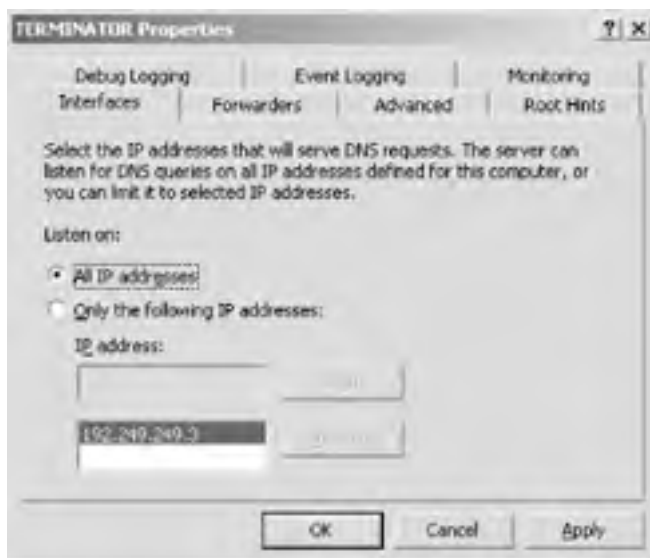 TERMINATOR Properties
Debug Logging Event Logging Monitoring
Interfaces Forwarders Advanced Root Hints
Select the IP addresses that will serve DNS requests. The server can
listen for DNS queries on all IP addresses defined for this computer, or
you can limit it to selected IP addresses.
Listen on:
All IP addresses
Only the following IP addresses:
IP address:
192.249.249.3
OK Cancel Apply